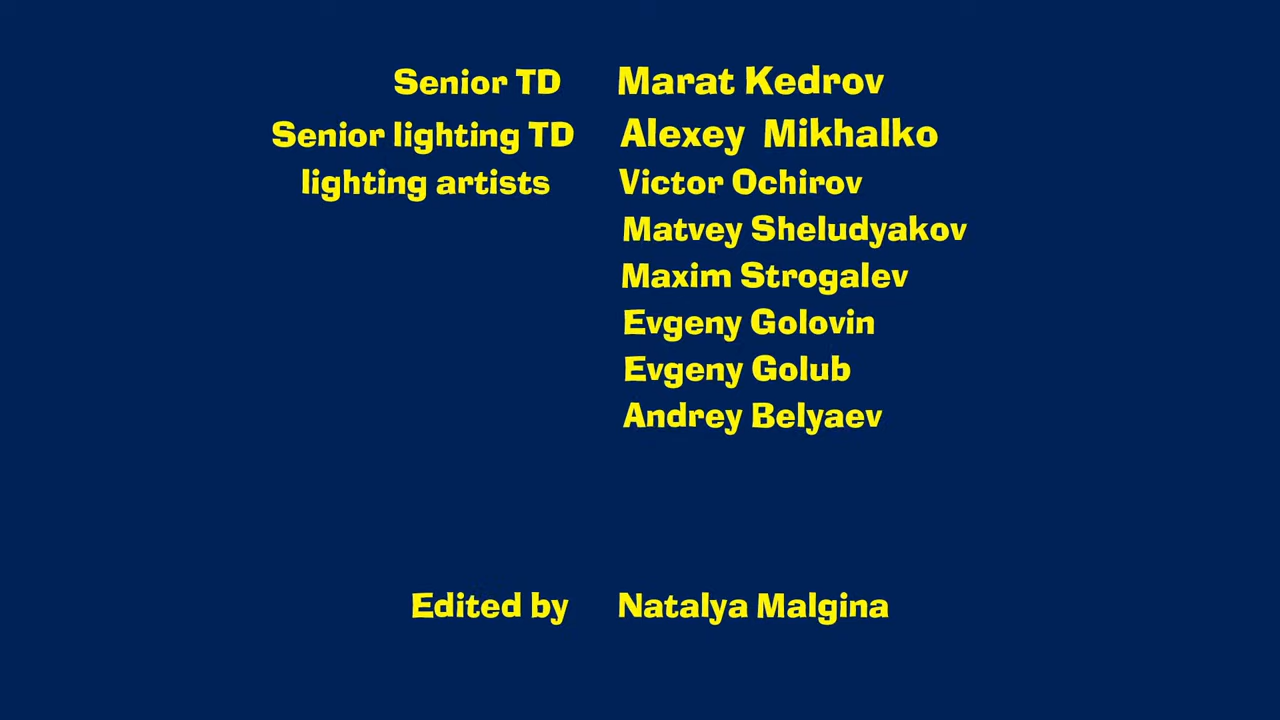 Senior TD Marat Kedrov
Senior lighting TD Alexey Mikhalko
lighting artists Victor Ochirov
Matvey Sheludyakov
Maxim Strogalev
Evgeny Golovin
Evgeny Golub
Andrey Belyaev
Edited by Natalya Malgina